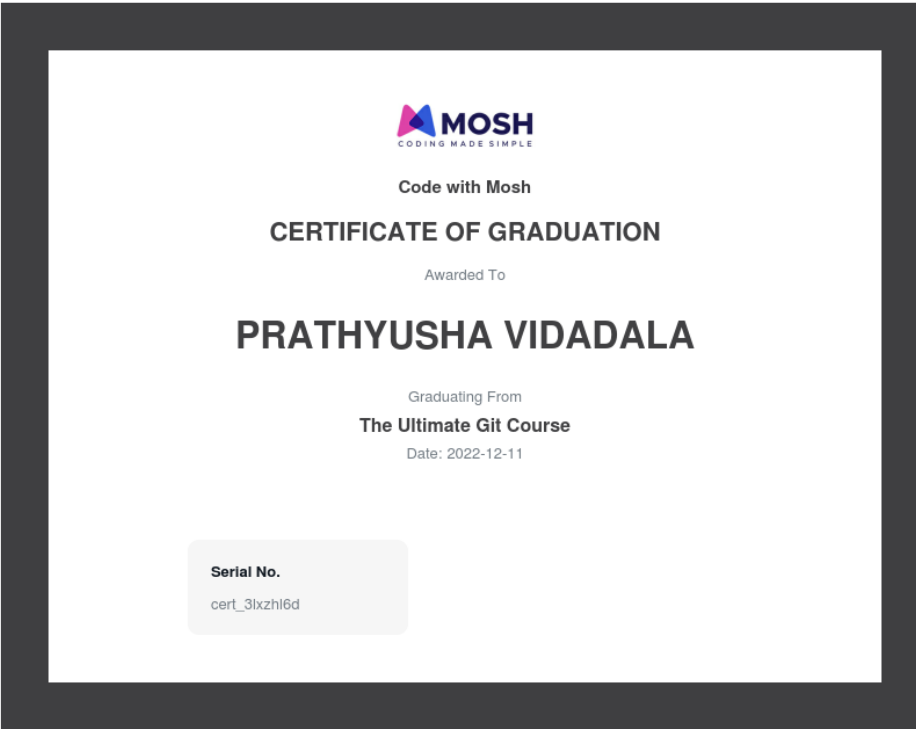 MOSH
CODING MADE SIMPLE
Code with Mosh
CERTIFICATE OF GRADUATION
Awarded To
PRATHYUSHA VIDADALA
Graduating From
The Ultimate Git Course
Date: 2022-12-11
Serial No.
cert_3lxzhl6d